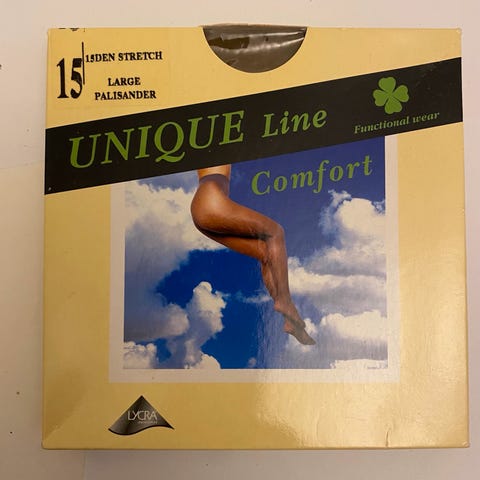 15
15DEN STRETCH
LARGE
PALISANDER
UNIQUE Line
Functional wear
Comfort
LYCRA